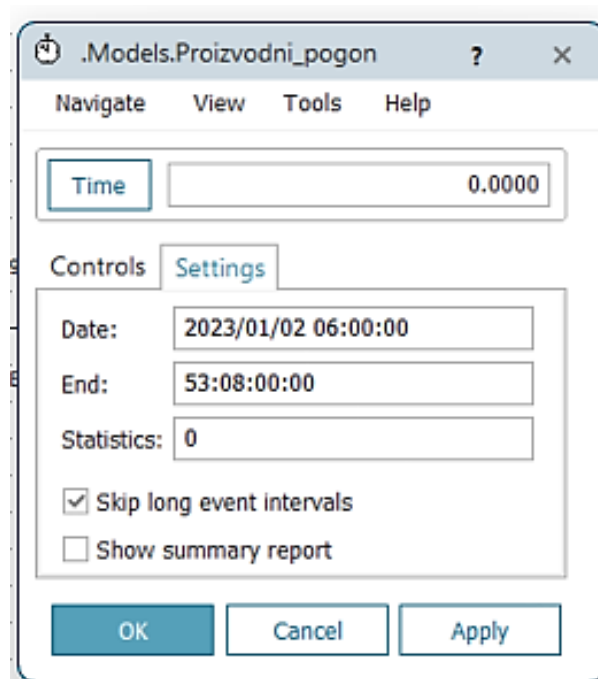 .Models.Proizvodni_pogon ? ×
Navigate View Tools Help
Time 0.0000
Controls Settings
Date: 2023/01/02 06:00:00
End: 53:08:00:00
Statistics: 0
Skip long event intervals
Show summary report
OK Cancel Apply